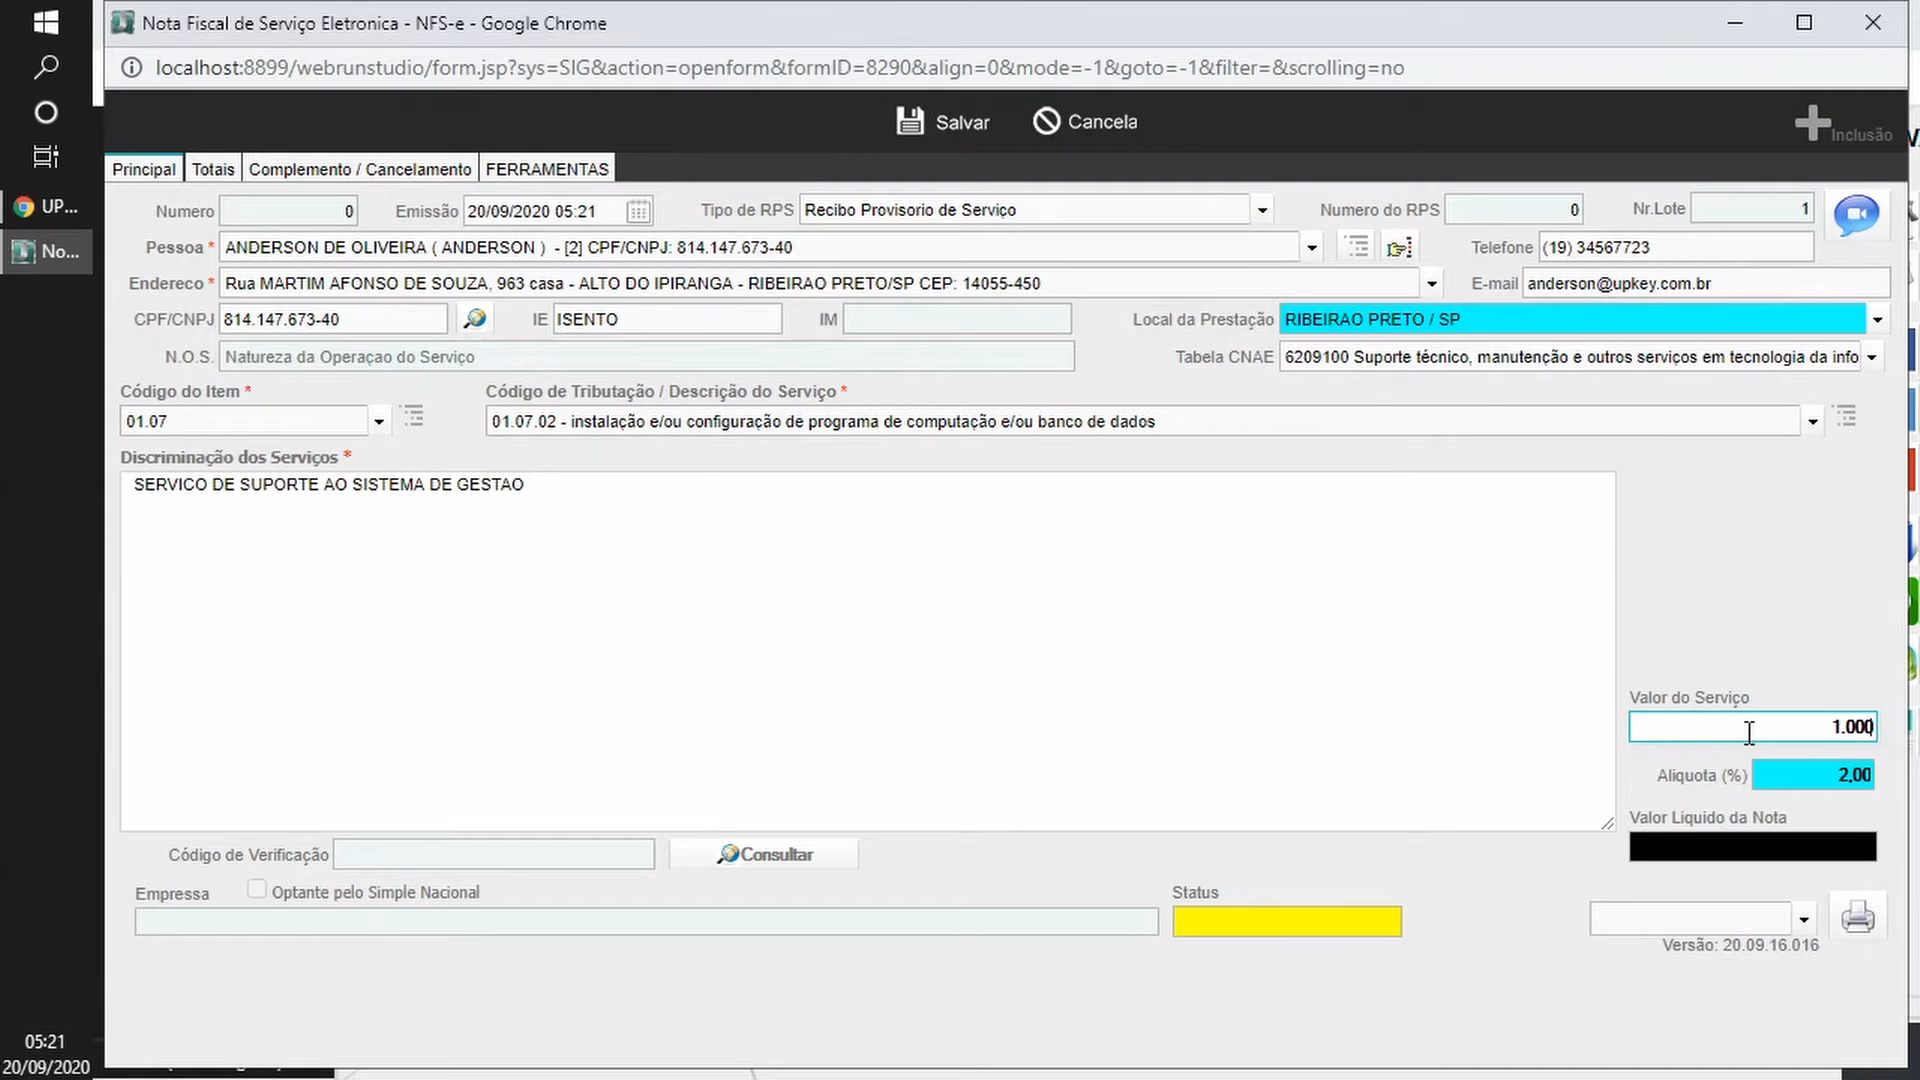 Nota Fiscal de Serviço Eletronica - NFS-e - Google Chrome
localhost:8899/webrunstudio/form.jsp?sys=SIG&action=openform&formID=8290&align=0&mode=-1&goto=-1&filter=&scrolling=no
Salvar Cancela Inclusão
UP...
No...
Principal Totais Complemento / Cancelamento FERRAMENTAS
Numero 0 Emissão 20/09/2020 05:21 Tipo de RPS Recibo Provisorio de Serviço Numero do RPS 0 Nr.Lote 1
Pessoa * ANDERSON DE OLIVEIRA ( ANDERSON ) - [2] CPF/CNPJ: 814.147.673-40 Telefone (19) 34567723
Endereco * Rua MARTIM AFONSO DE SOUZA, 963 casa - ALTO DO IPIRANGA - RIBEIRAO PRETO/SP CEP: 14055-450 E-mail anderson@upkey.com.br
CPF/CNPJ 814.147.673-40 IE ISENTO IM Local da Prestação RIBEIRAO PRETO / SP
N.O.S. Natureza da Operaçao do Serviço Tabela CNAE 6209100 Suporte técnico, manutenção e outros serviços em tecnologia da info
Código do Item * Código de Tributação / Descrição do Serviço *
01.07 01.07.02 - instalação e/ou configuração de programa de computação e/ou banco de dados
Discriminação dos Serviços *
SERVICO DE SUPORTE AO SISTEMA DE GESTAO
Valor do Serviço
1.000
Aliquota (%) 2,00
Valor Liquido da Nota
Código de Verificação Consultar
Empressa Optante pelo Simple Nacional Status
Versão: 20.09.16.016
05:21
20/09/2020